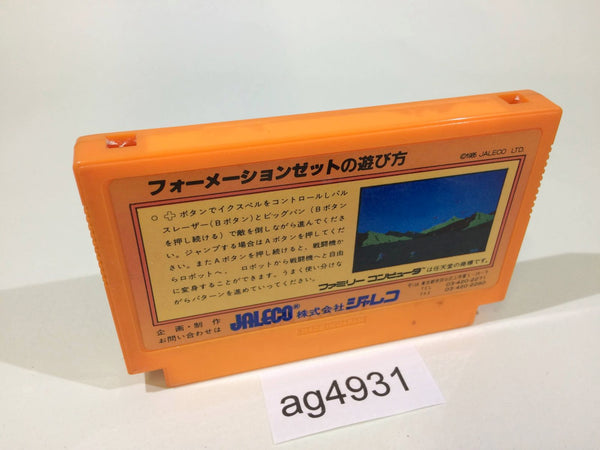 ©1985 JALECO LTD.
フォーメーションゼットの遊び方
○ ✚ボタンでイクスペルをコントロールしパル
スレーザー(Bボタン)とビッグバン(Bボタン
を押し続ける)で敵を倒しながら進んでくださ
い。ジャンプする場合はAボタンを押してくださ
い。またAボタンを押し続けると、戦闘機か
らロボットへ、 ロボットから戦闘機へと自由
に変身することができます。うまく使い分けな
がらパターンを進めていってください。
ファミリー コンピュータ は任天堂の商標です。
企画・制作
お問い合わせは
JALECO® 株式会社 ジャレコ
TEL 03-420-2271
FAX
ag4931